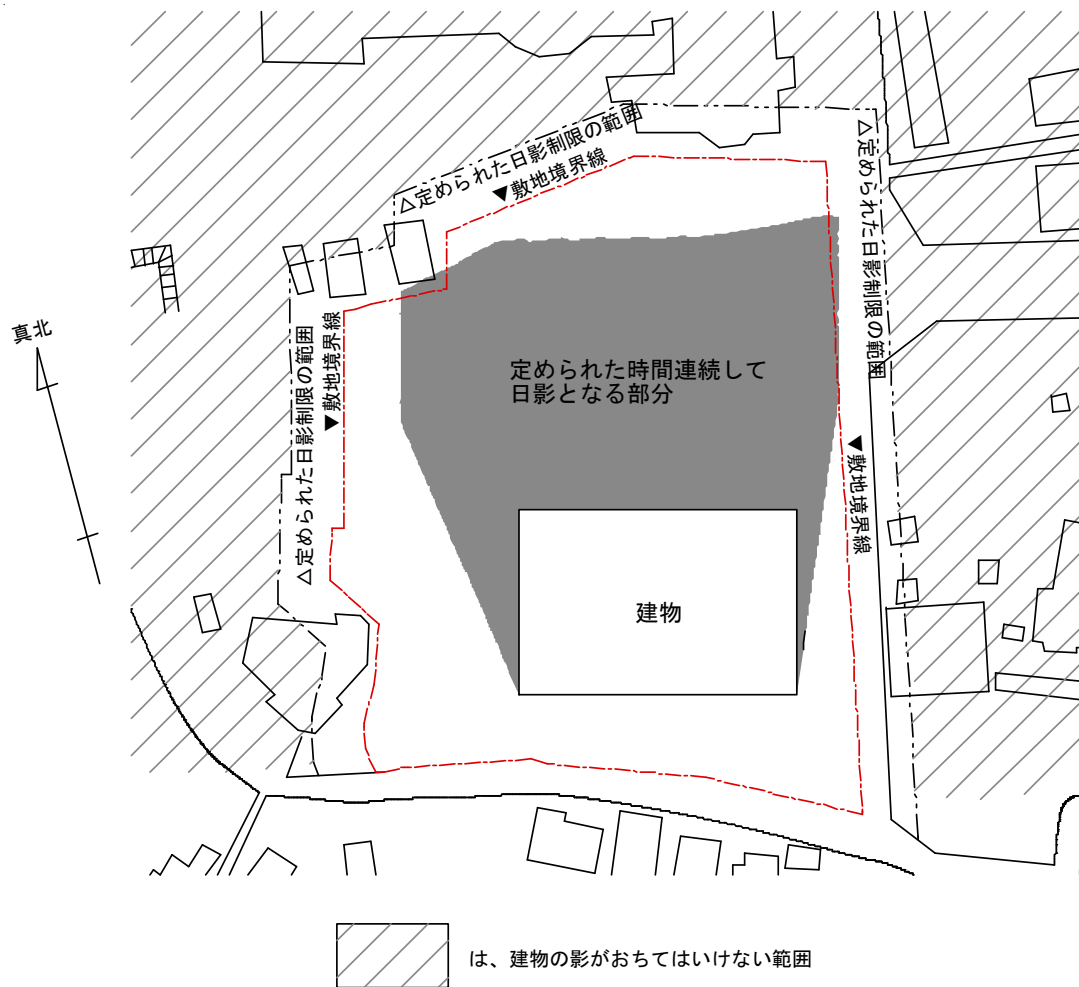 △定められた日影制限の範囲
▼敷地境界線
△定められた日影制限の範囲
真北
△定められた日影制限の範囲
▼敷地境界線
定められた時間連続して
日影となる部分
▼敷地境界線
建物
は、建物の影がおちてはいけない範囲